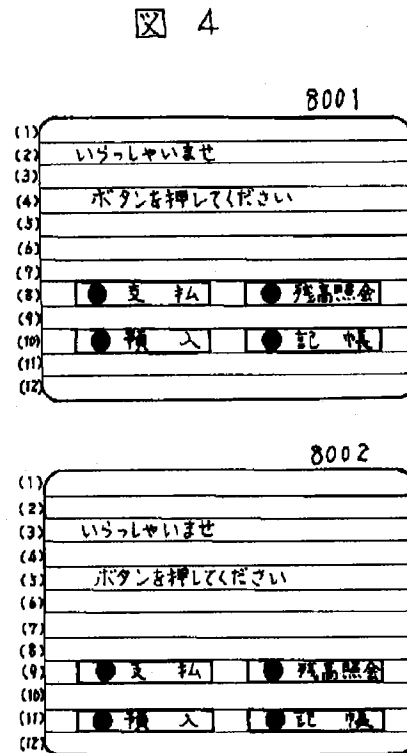 図 4
8001
(1)
(2) いらっしゃいませ
(3)
(4) ボタンを押してください
(5)
(6)
(7)
(8) ● 支 払 ● 残高照会
(9)
(10) ● 預 入 ● 記 帳
(11)
(12)
8002
(1)
(2)
(3) いらっしゃいませ
(4)
(5) ボタンを押してください
(6)
(7)
(8)
(9) ● 支 払 ● 残高照会
(10)
(11) ● 預 入 ● 記 帳
(12)